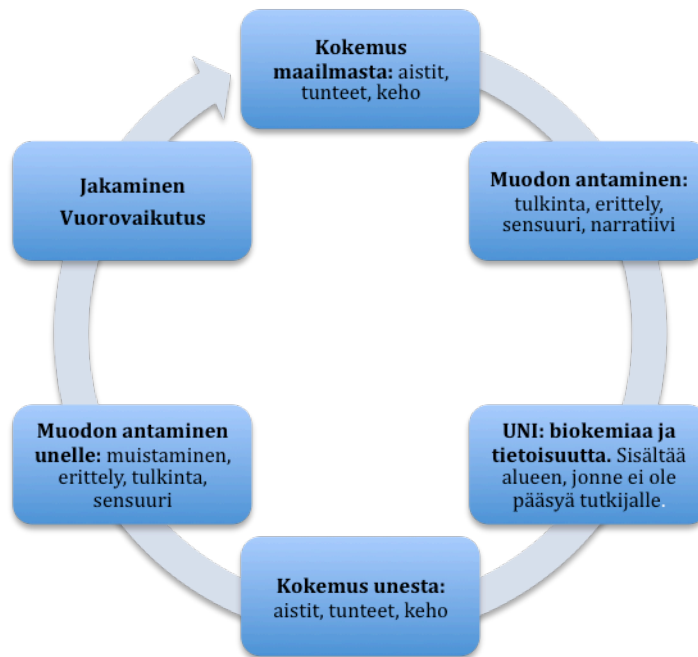 Kokemus
maailmasta: aistit,
tunteet, keho
Muodon antaminen:
tulkinta, erittely,
sensuuri, narratiivi
UNI: biokemiaa ja
tietoisuutta. Sisältää
alueen, jonne ei ole
pääsyä tutkijalle.
Kokemus unesta:
aistit, tunteet, keho
Muodon antaminen
unelle: muistaminen,
erittely, tulkinta,
sensuuri
Jakaminen
Vuorovaikutus